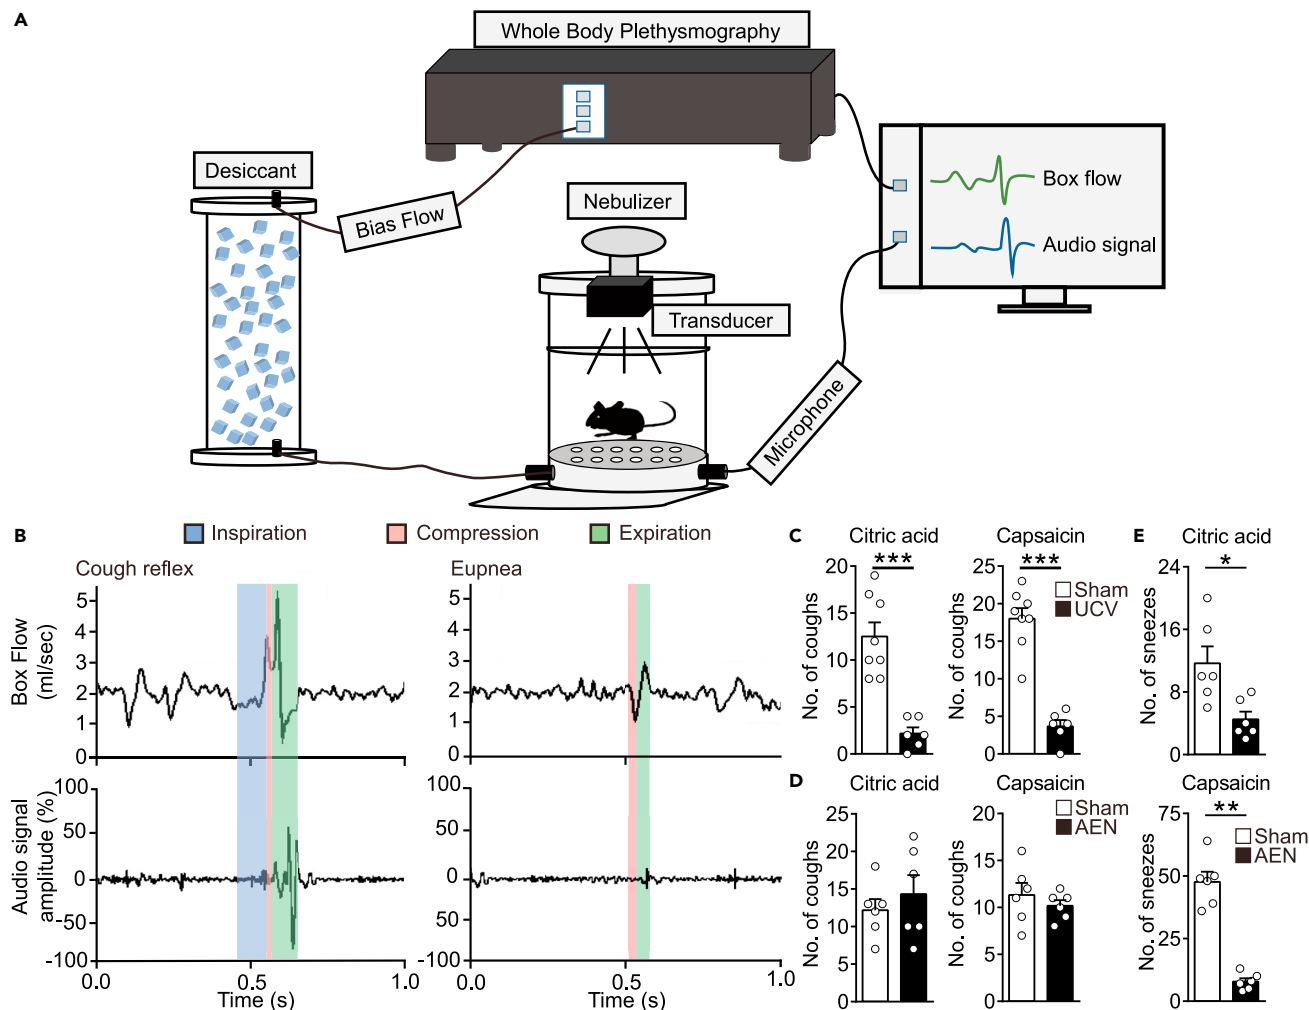 A
Whole Body Plethysmography
Desiccant
Bias Flow
Nebulizer
Transducer
Microphone
Box flow
Audio signal
B
Inspiration
Compression
Expiration
Cough reflex
Eupnea
Box Flow
(ml/sec)
5
4
3
2
1
0
5
4
3
2
1
0
Audio signal
amplitude (%)
100
50
0
-50
-100
100
50
0
50
-100
0.0
0.5
1.0
Time (s)
0.0
0.5
1.0
Time (s)
C
Citric acid
***
No. of coughs
20
15
10
5
0
Capsaicin
***
No. of coughs
25
20
15
10
5
0
Sham
UCV
D
Citric acid
No. of coughs
25
20
15
10
5
0
Capsaicin
No. of coughs
20
15
10
5
0
Sham
AEN
E
Citric acid
*
No. of sneezes
24
16
8
0
Capsaicin
**
No. of sneezes
75
50
25
0
Sham
AEN